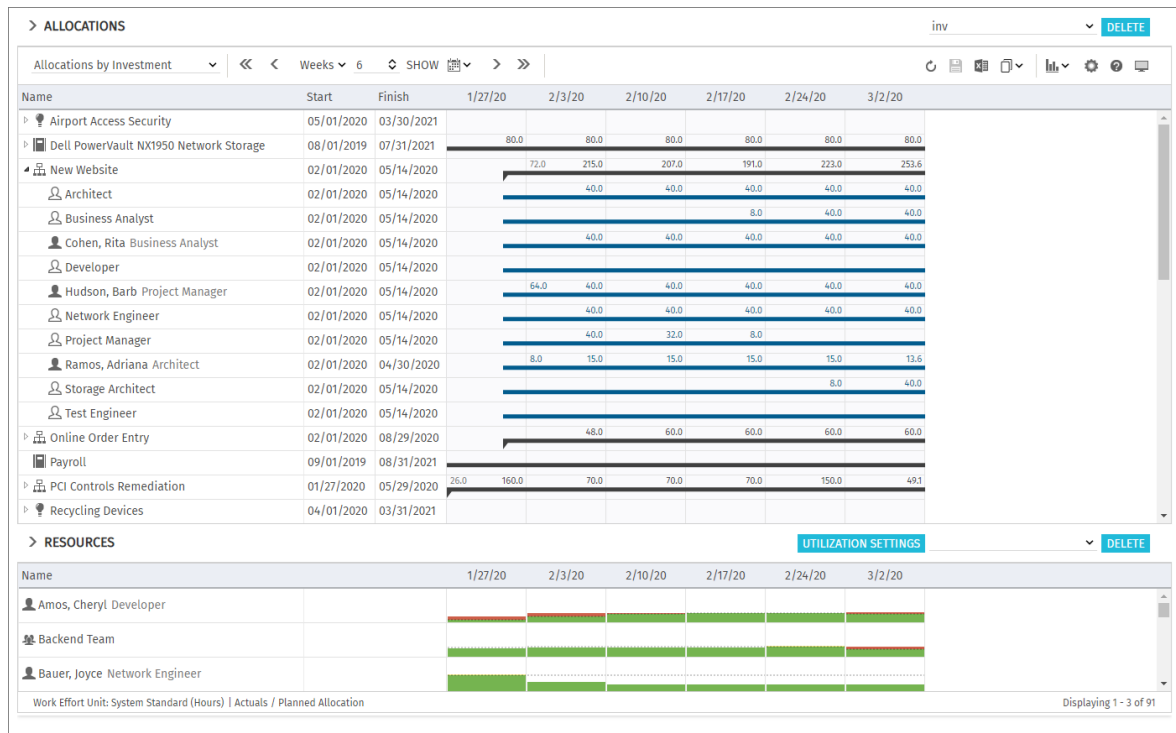 ALLOCATIONS inv DELETE
Allocations by Investment Weeks 6 SHOW
Name Start Finish 1/27/20 2/3/20 2/10/20 2/17/20 2/24/20 3/2/20
Airport Access Security 05/01/2020 03/30/2021
Dell PowerVault NX1950 Network Storage 08/01/2019 07/31/2021 80.0 80.0 80.0 80.0 80.0 80.0
New Website 02/01/2020 05/14/2020 72.0 215.0 207.0 191.0 223.0 253.6
Architect 02/01/2020 05/14/2020 40.0 40.0 40.0 40.0 40.0
Business Analyst 02/01/2020 05/14/2020 8.0 40.0 40.0
Cohen, Rita Business Analyst 02/01/2020 05/14/2020 40.0 40.0 40.0 40.0 40.0
Developer 02/01/2020 05/14/2020
Hudson, Barb Project Manager 02/01/2020 05/14/2020 64.0 40.0 40.0 40.0 40.0 40.0
Network Engineer 02/01/2020 05/14/2020 40.0 40.0 40.0 40.0 40.0
Project Manager 02/01/2020 05/14/2020 40.0 32.0 8.0
Ramos, Adriana Architect 02/01/2020 04/30/2020 8.0 15.0 15.0 15.0 15.0 13.6
Storage Architect 02/01/2020 05/14/2020 8.0 40.0
Test Engineer 02/01/2020 05/14/2020
Online Order Entry 02/01/2020 08/29/2020 48.0 60.0 60.0 60.0 60.0
Payroll 09/01/2019 08/31/2021
PCI Controls Remediation 01/27/2020 05/29/2020 26.0 160.0 70.0 70.0 70.0 150.0 49.1
Recycling Devices 04/01/2020 03/31/2021
RESOURCES UTILIZATION SETTINGS DELETE
Name 1/27/20 2/3/20 2/10/20 2/17/20 2/24/20 3/2/20
Amos, Cheryl Developer
Backend Team
Bauer, Joyce Network Engineer
Work Effort Unit: System Standard (Hours) | Actuals / Planned Allocation Displaying 1 - 3 of 91